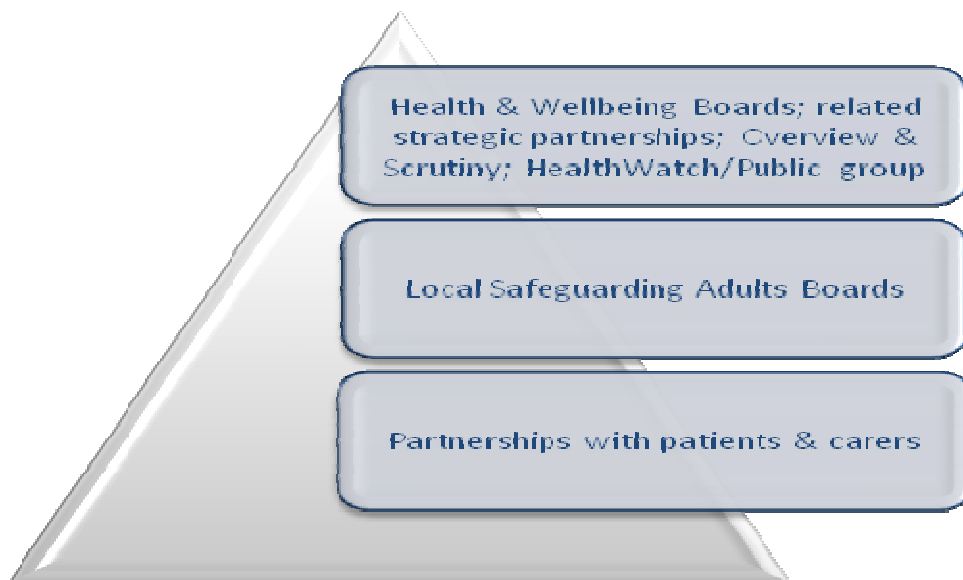 Health & Wellbeing Boards; related
strategic partnerships; Overview &
Scrutiny; HealthWatch/Public group
Local Safeguarding Adults Boards
Partnerships with patients & carers